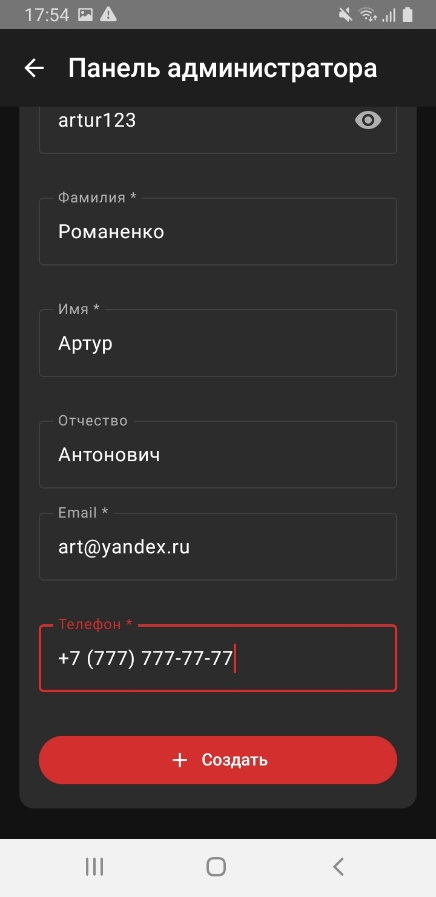 17:54
Панель администратора
artur123
Фамилия *
Романенко
Имя *
Артур
Отчество
Антонович
Email *
art@yandex.ru
Телефон *
+7 (777) 777-77-77
+ Создать